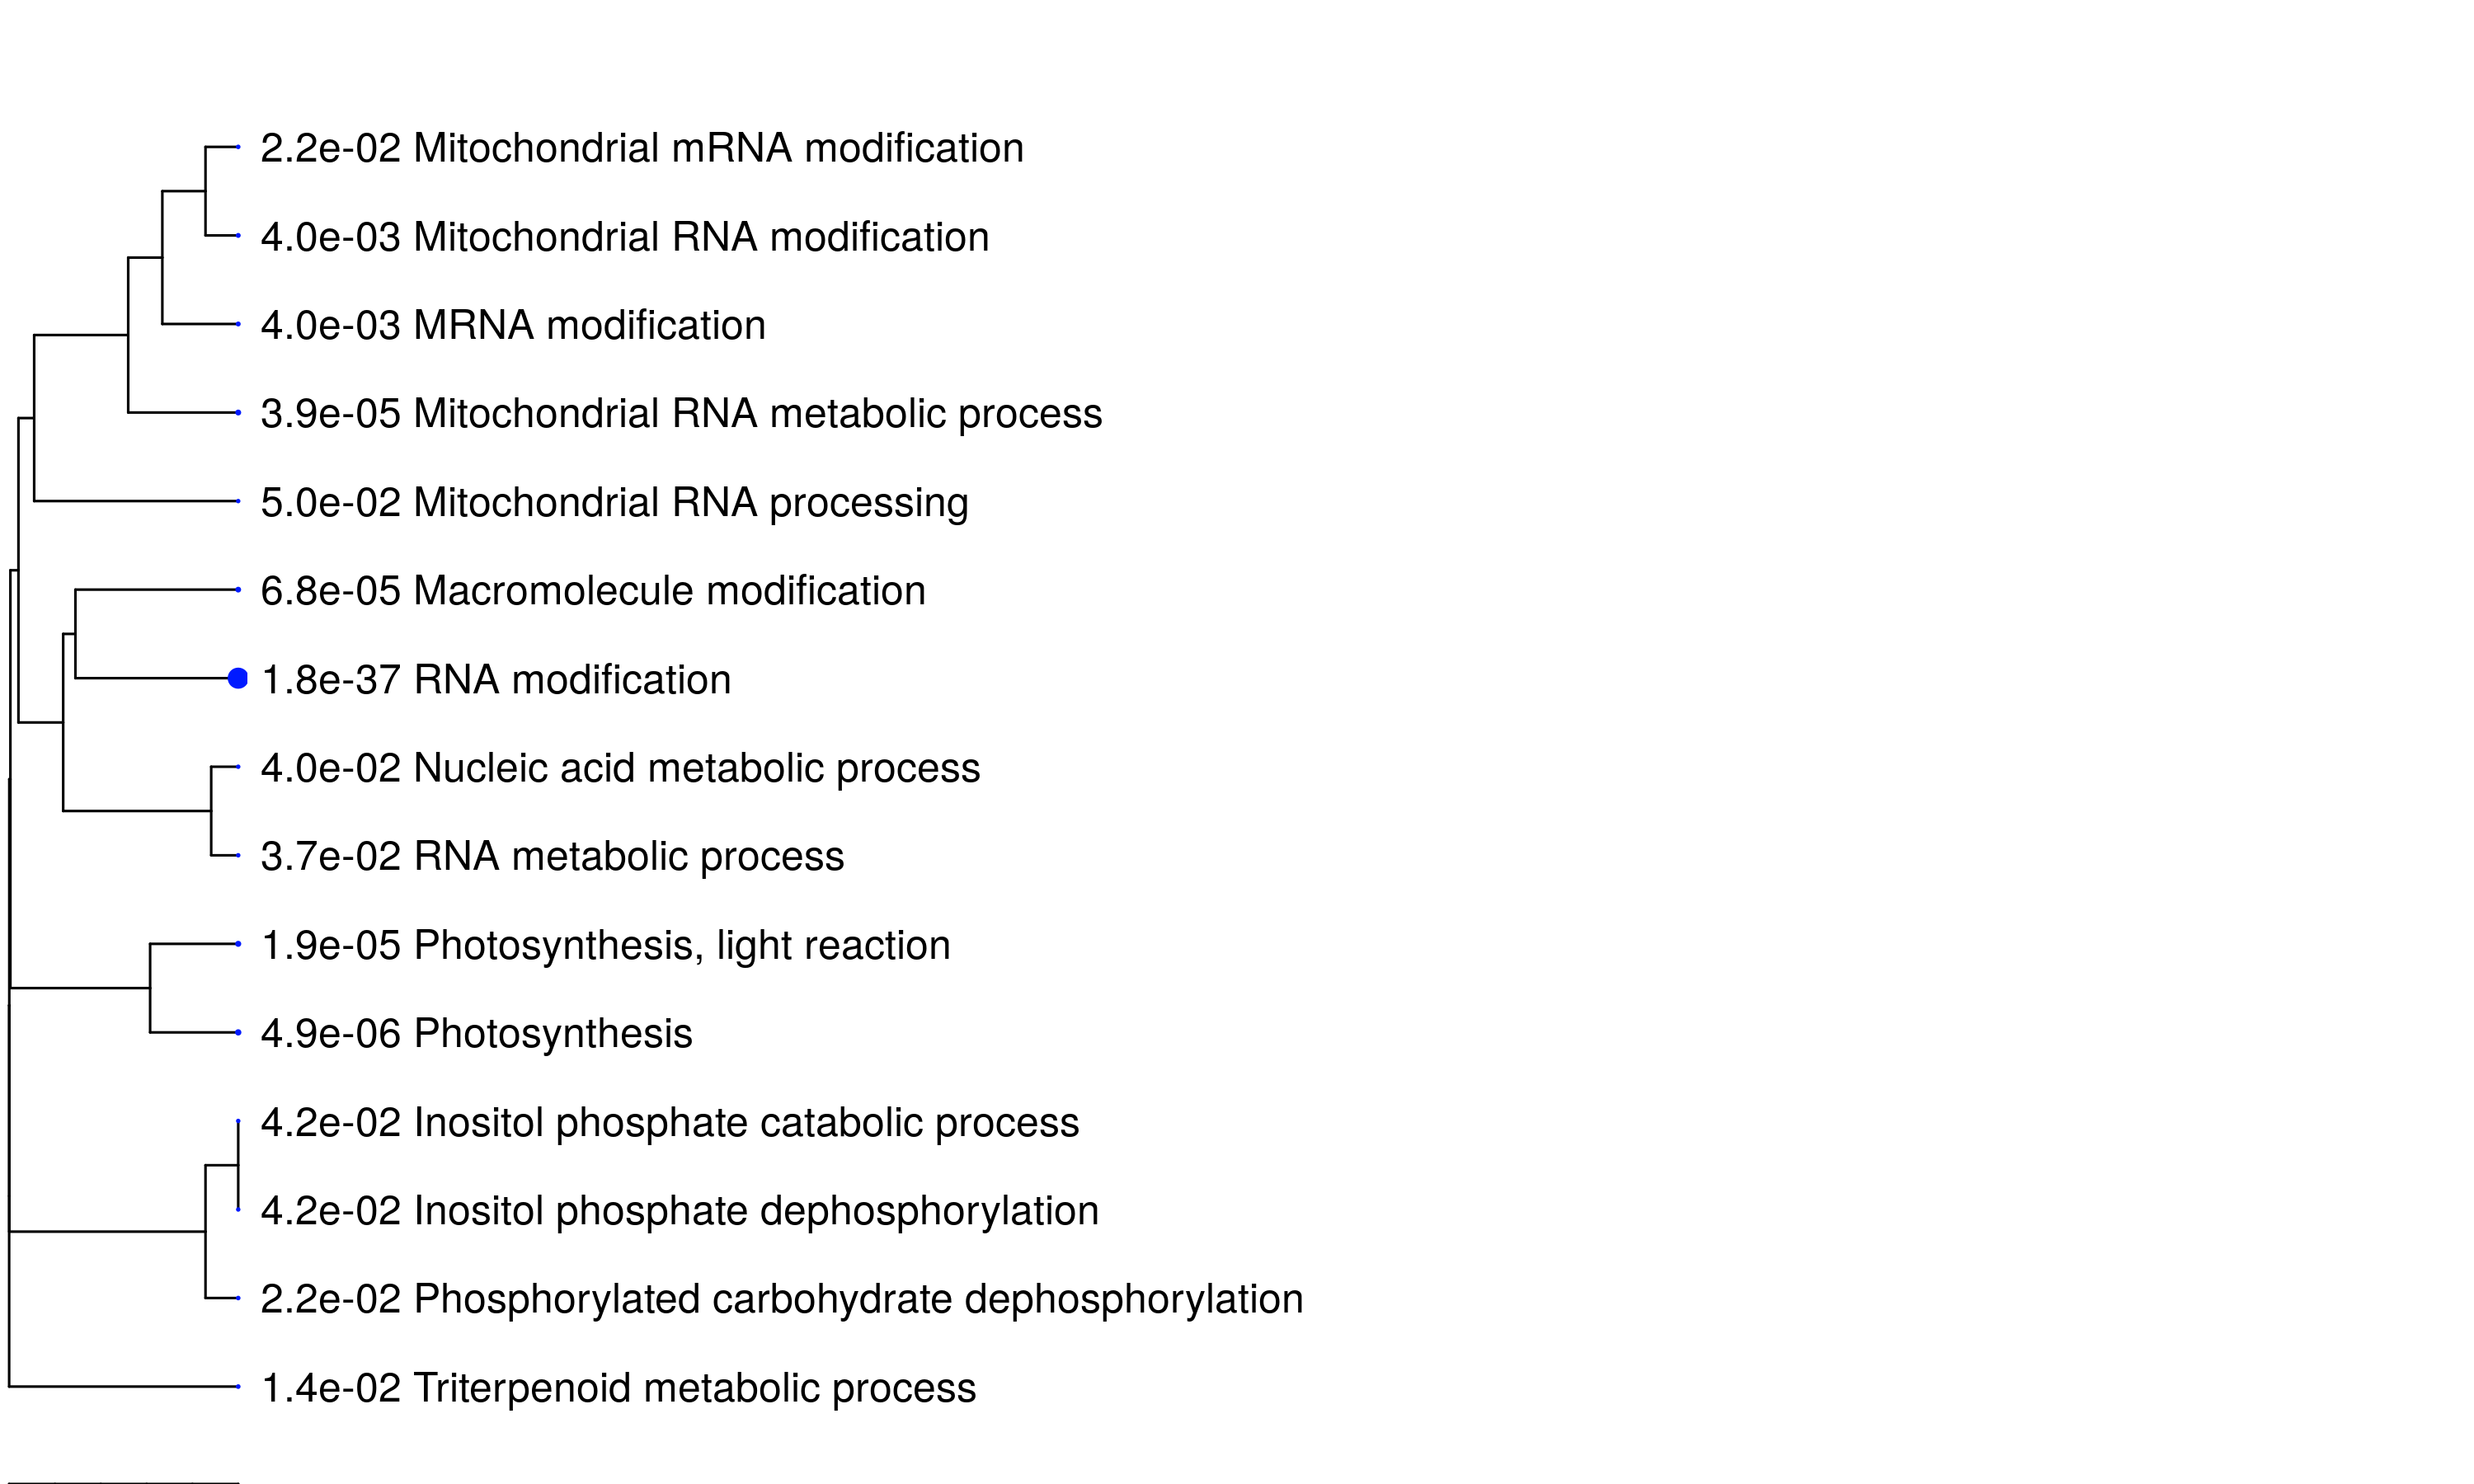 2.2e-02 Mitochondrial mRNA modification
4.0e-03 Mitochondrial RNA modification
4.0e-03 MRNA modification
3.9e-05 Mitochondrial RNA metabolic process
5.0e-02 Mitochondrial RNA processing
6.8e-05 Macromolecule modification
1.8e-37 RNA modification
4.0e-02 Nucleic acid metabolic process
3.7e-02 RNA metabolic process
1.9e-05 Photosynthesis, light reaction
4.9e-06 Photosynthesis
4.2e-02 Inositol phosphate catabolic process
4.2e-02 Inositol phosphate dephosphorylation
2.2e-02 Phosphorylated carbohydrate dephosphorylation
1.4e-02 Triterpenoid metabolic process